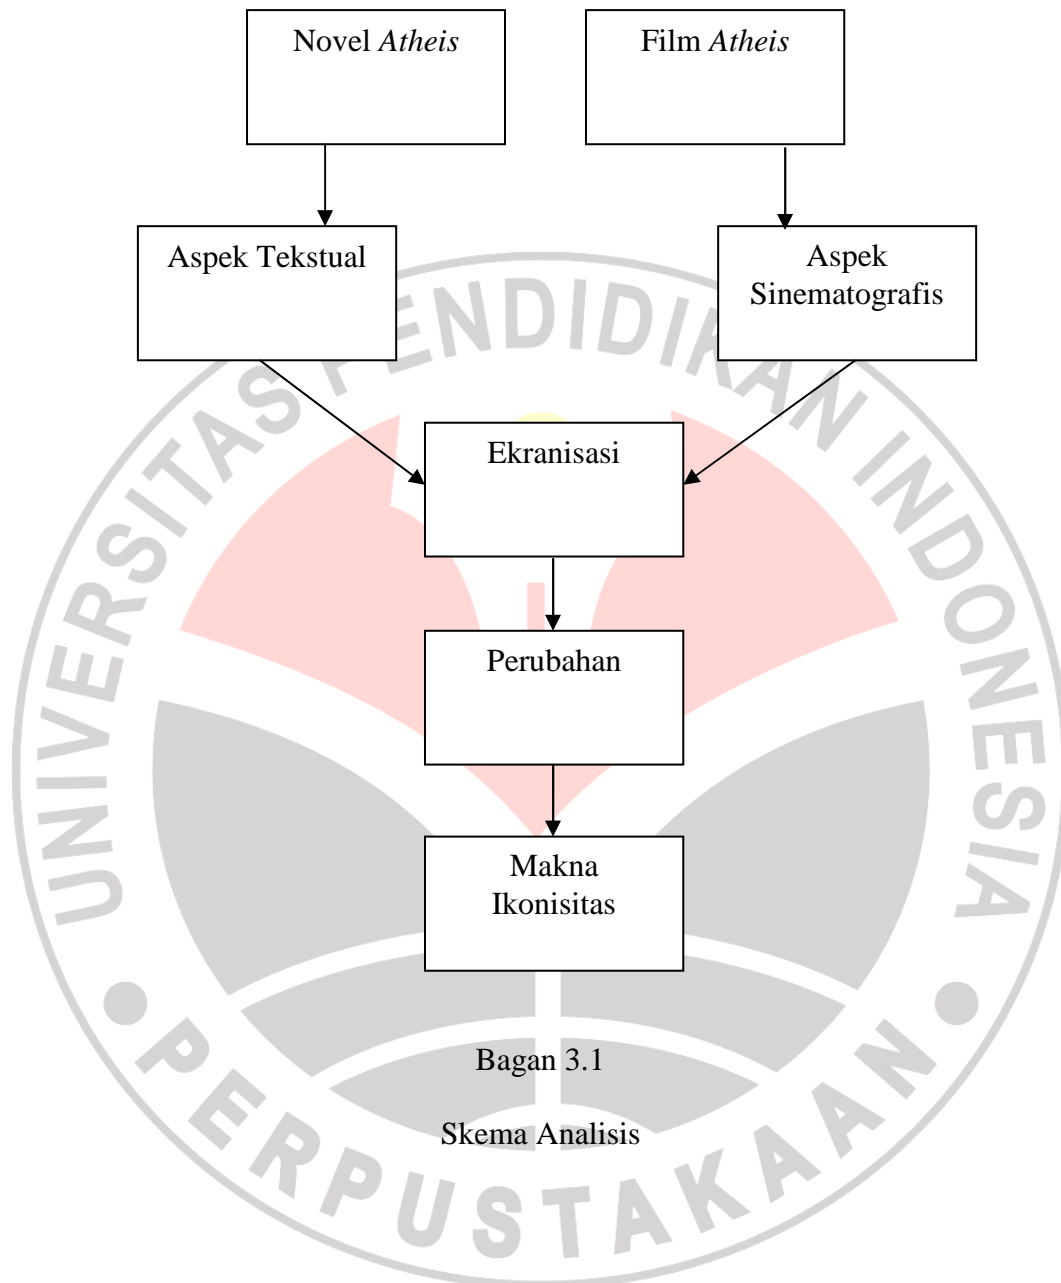 Novel Atheis
Film Atheis
Aspek Tekstual
Aspek
Sinematografis
Ekranisasi
Perubahan
Makna
Ikonisitas
Bagan 3.1
Skema Analisis
UNIVERSITAS PENDIDIKAN INDONESIA
PERPUSTAKAAN